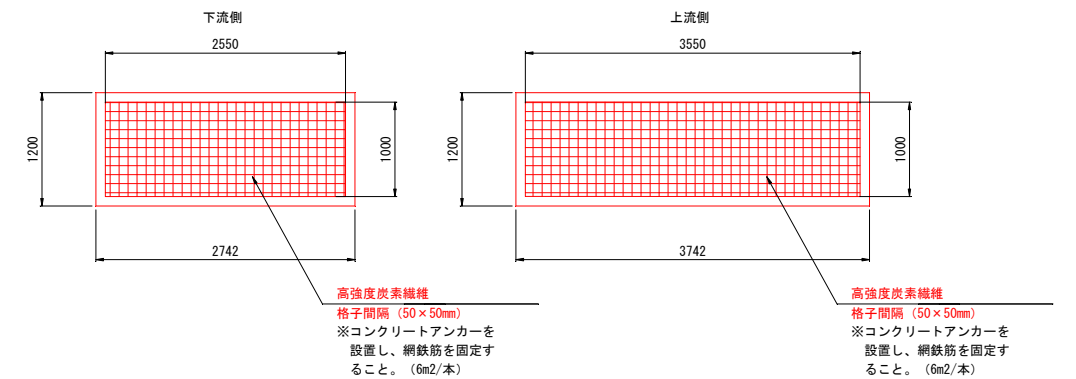 下流側
2550
1200
1000
2742
高強度炭素繊維
格子間隔（50×50mm）
※コンクリートアンカーを
設置し、網鉄筋を固定す
ること。（6m2/本）
上流側
3550
1200
1000
3742
高強度炭素繊維
格子間隔（50×50mm）
※コンクリートアンカーを
設置し、網鉄筋を固定す
ること。（6m2/本）